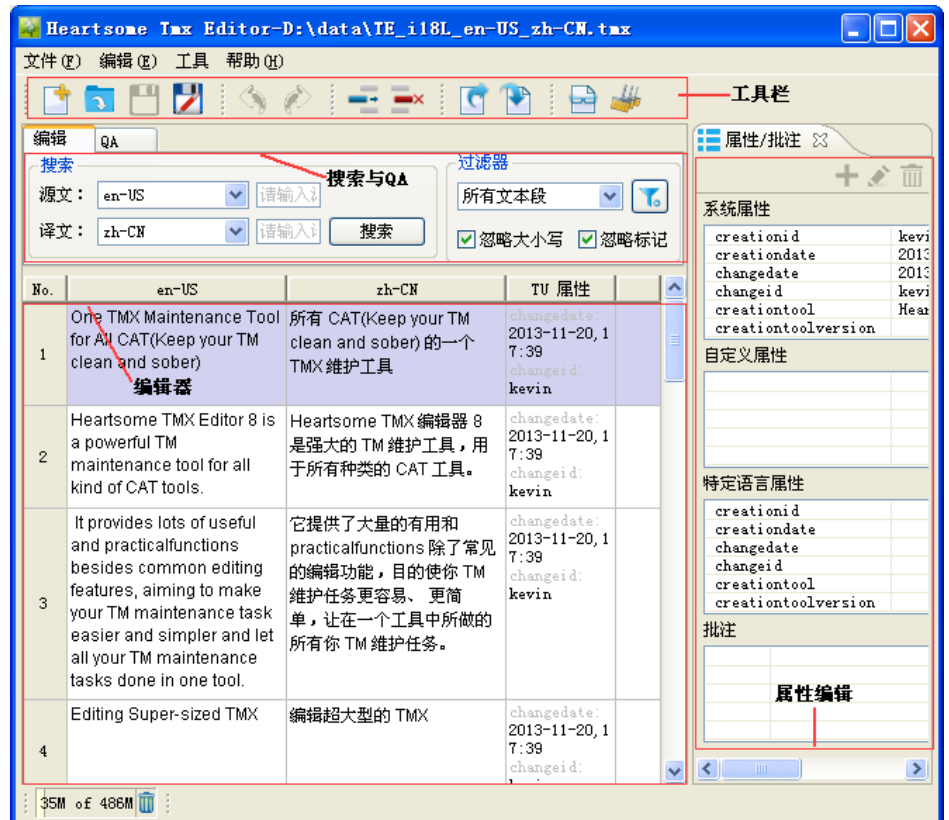 Heartsome Tmx Editor-D:\data\TE_i18L_en-US_zh-CN.tmx
文件(F) 编辑(E) 工具 帮助(H)
工具栏
编辑 QA
搜索
源文： en-US 请输入
译文： zh-CN 请输入 搜索
搜索与QA
过滤器
所有文本段
忽略大小写 忽略标记
No. en-US zh-CN TU 属性
1
One TMX Maintenance Tool
for All CAT(Keep your TM
clean and sober)
所有 CAT(Keep your TM
clean and sober) 的一个
TMX 维护工具
changedate:
2013-11-20, 1
7:39
changeid:
kevin
编辑器
2
Heartsome TMX Editor 8 is
a powerful TM
maintenance tool for all
kind of CAT tools.
Heartsome TMX 编辑器 8
是强大的 TM 维护工具，用
于所有种类的 CAT 工具。
changedate:
2013-11-20, 1
7:39
changeid:
kevin
3
It provides lots of useful
and practicalfunctions
besides common editing
features, aiming to make
your TM maintenance task
easier and simpler and let
all your TM maintenance
tasks done in one tool.
它提供了大量的有用和
practicalfunctions 除了常见
的编辑功能，目的使你 TM
维护任务更容易、 更简
单，让在一个工具中所做的
所有你 TM 维护任务。
changedate:
2013-11-20, 1
7:39
changeid:
kevin
4
Editing Super-sized TMX
编辑超大型的 TMX
changedate:
2013-11-20, 1
7:39
changeid:
属性/批注
系统属性
creationid kevi
creationdate 2013
changedate 2013
changeid kevi
creationtool Hear
creationtoolversion
自定义属性
特定语言属性
creationid
creationdate
changedate
changeid
creationtool
creationtoolversion
批注
属性编辑
35M of 486M